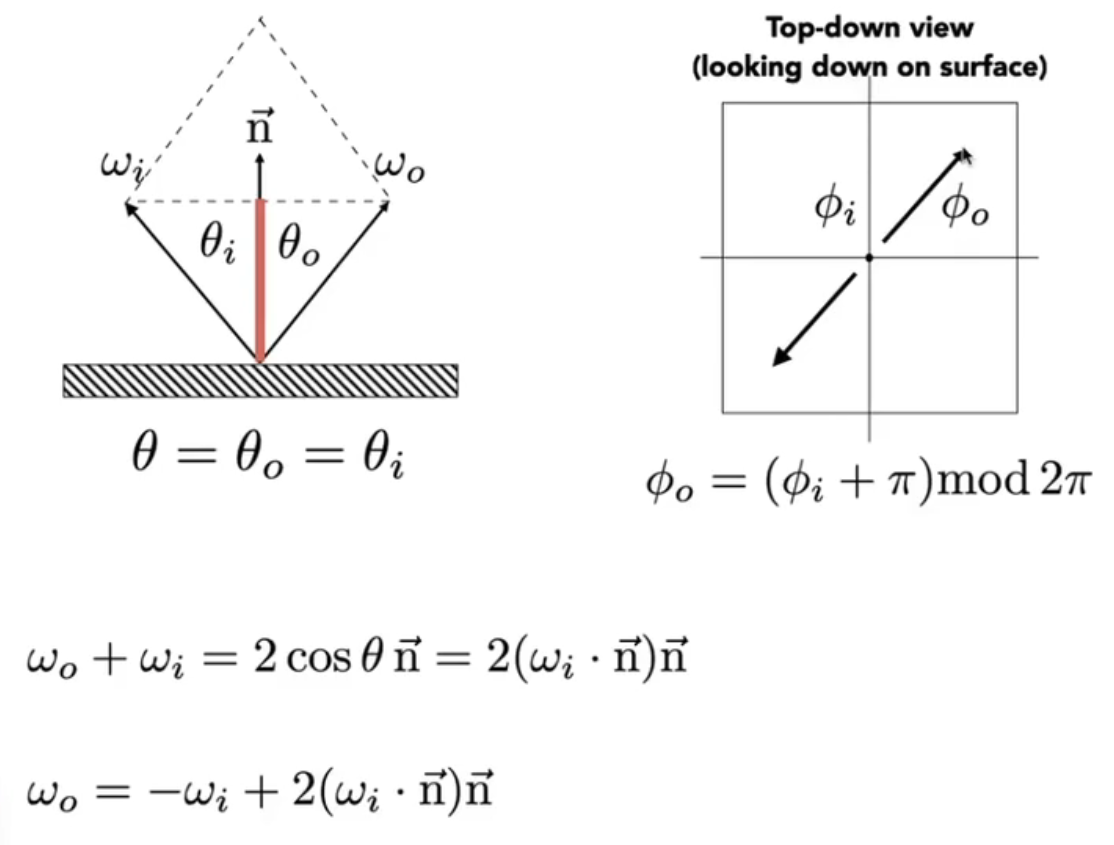 n⃗
ωi
ωo
θi
θo
θ = θo = θi
Top-down view
(looking down on surface)
ϕi
ϕo
ϕo = (ϕi + π)mod 2π
ωo + ωi = 2 cos θ n⃗ = 2(ωi · n⃗)n⃗
ωo = −ωi + 2(ωi · n⃗)n⃗